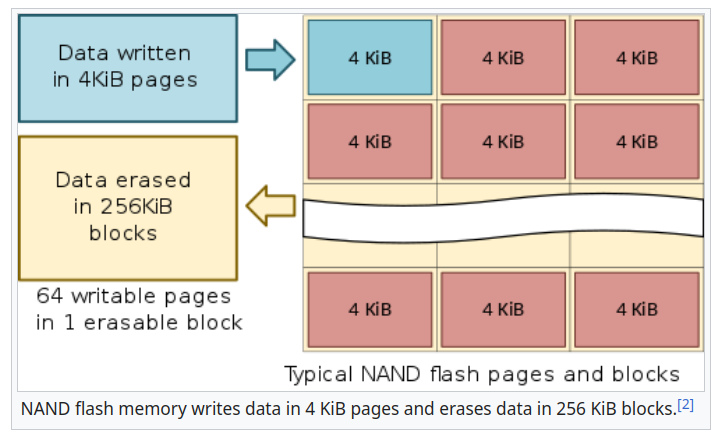 Data written
in 4KiB pages
4 KiB
4 KiB
4 KiB
4 KiB
4 KiB
4 KiB
Data erased
in 256KiB
blocks
64 writable pages
in 1 erasable block
4 KiB
4 KiB
4 KiB
Typical NAND flash pages and blocks
NAND flash memory writes data in 4 KiB pages and erases data in 256 KiB blocks.[2]